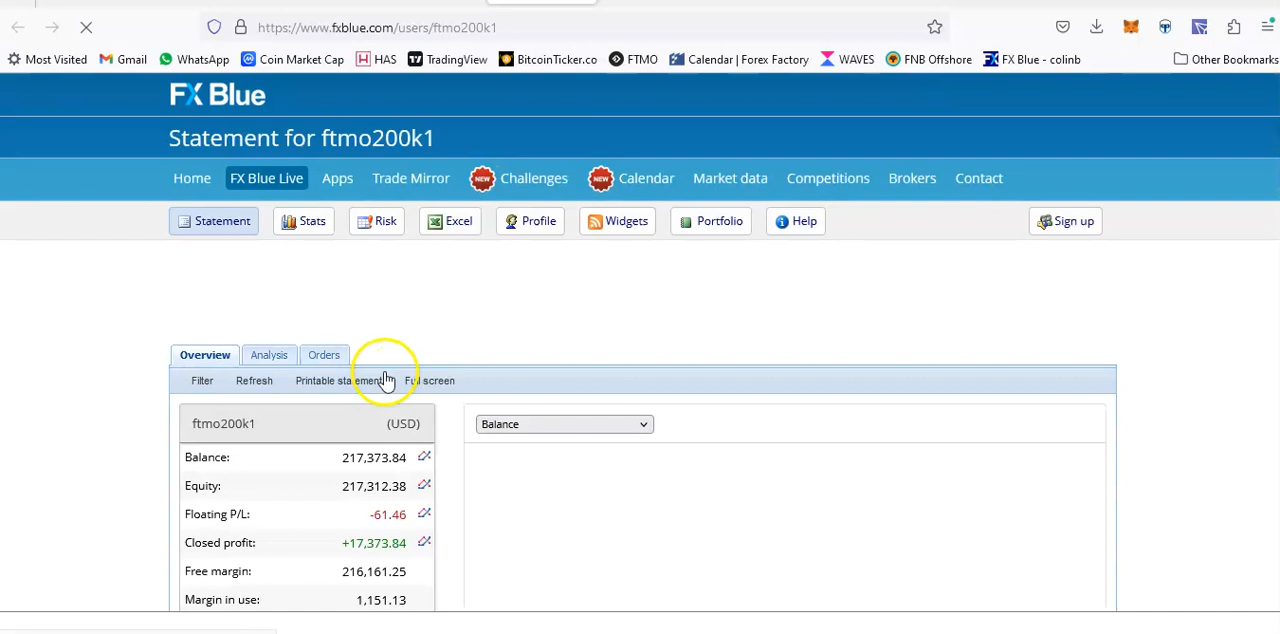 https://www.fxblue.com/users/ftmo200k1
Most Visited Gmail WhatsApp Coin Market Cap HAS TradingView BitcoinTicker.co FTMO Calendar | Forex Factory WAVES FNB Offshore FX Blue - colinb Other Bookmarks
FX Blue
Statement for ftmo200k1
Home FX Blue Live Apps Trade Mirror NEW Challenges NEW Calendar Market data Competitions Brokers Contact
Statement Stats Risk Excel Profile Widgets Portfolio Help Sign up
Overview Analysis Orders
Filter Refresh Printable statement Full screen
ftmo200k1 (USD) Balance
Balance: 217,373.84
Equity: 217,312.38
Floating P/L: -61.46
Closed profit: +17,373.84
Free margin: 216,161.25
Margin in use: 1,151.13